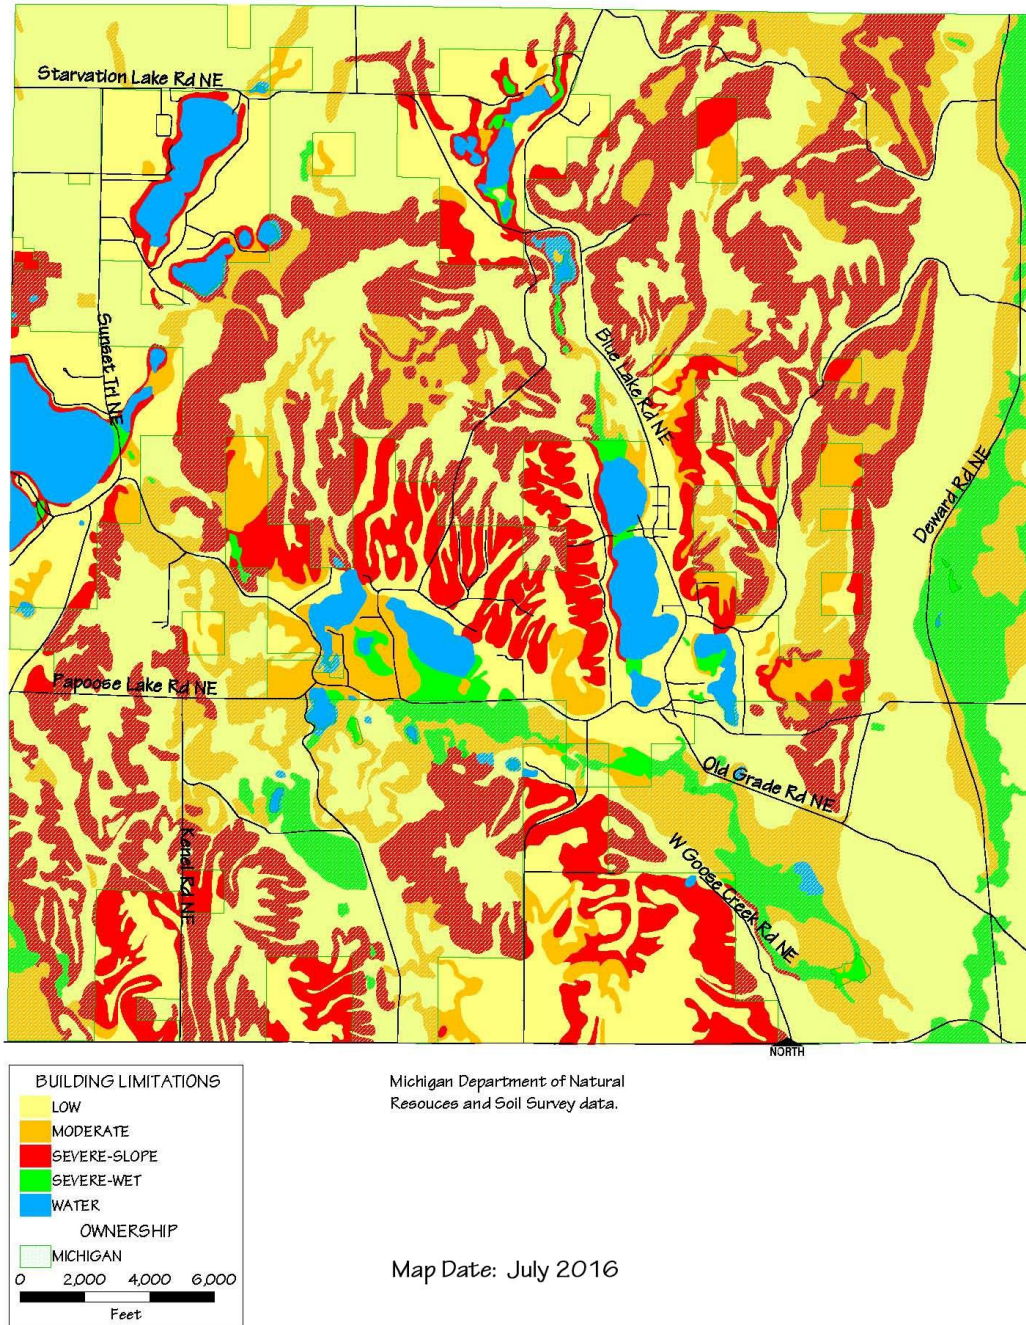 Starvation Lake Rd NE
Sunset Trl NE
Blue Lake Rd NE
Deward Rd NE
Papoose Lake Rd NE
Old Grade Rd NE
Kenel Rd NE
W Goose Creek Rd NE
NORTH
BUILDING LIMITATIONS
LOW
MODERATE
SEVERE-SLOPE
SEVERE-WET
WATER
OWNERSHIP
MICHIGAN
0 2,000 4,000 6,000
Feet
Michigan Department of Natural
Resouces and Soil Survey data.
Map Date: July 2016